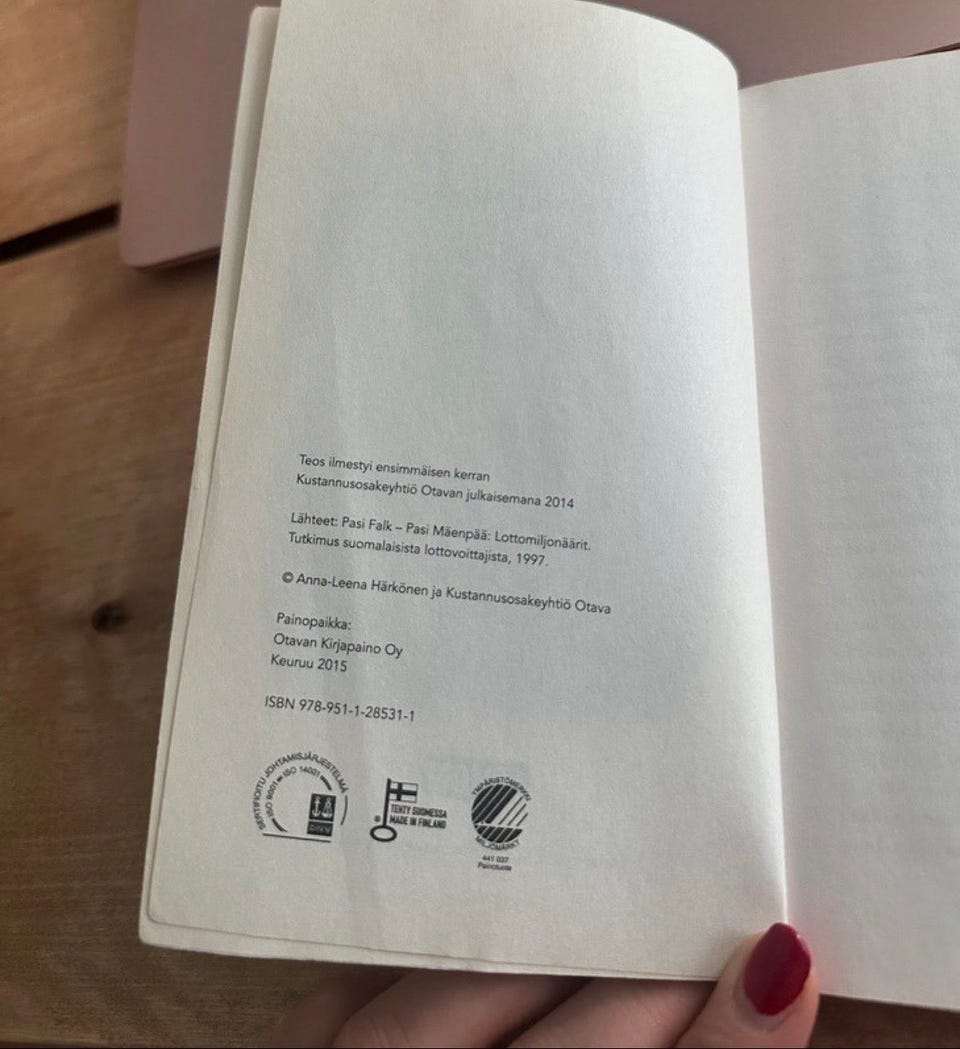 Teos ilmestyi ensimmäisen kerran
Kustannusosakeyhtiö Otavan julkaisemana 2014
Lähteet: Pasi Falk – Pasi Mäenpää: Lottomiljonäärit.
Tutkimus suomalaisista lottovoittajista, 1997.
© Anna-Leena Härkönen ja Kustannusosakeyhtiö Otava
Painopaikka:
Otavan Kirjapaino Oy
Keuruu 2015
ISBN 978-951-1-28531-1
SERTIFIOITU JOHTAMISJÄRJESTELMÄ
ISO 9001 ISO 14001
DNV
TEHTY SUOMESSA
MADE IN FINLAND
YMPÄRISTÖMERKKI
MILJÖMÄRKT
441 027
Painotuote